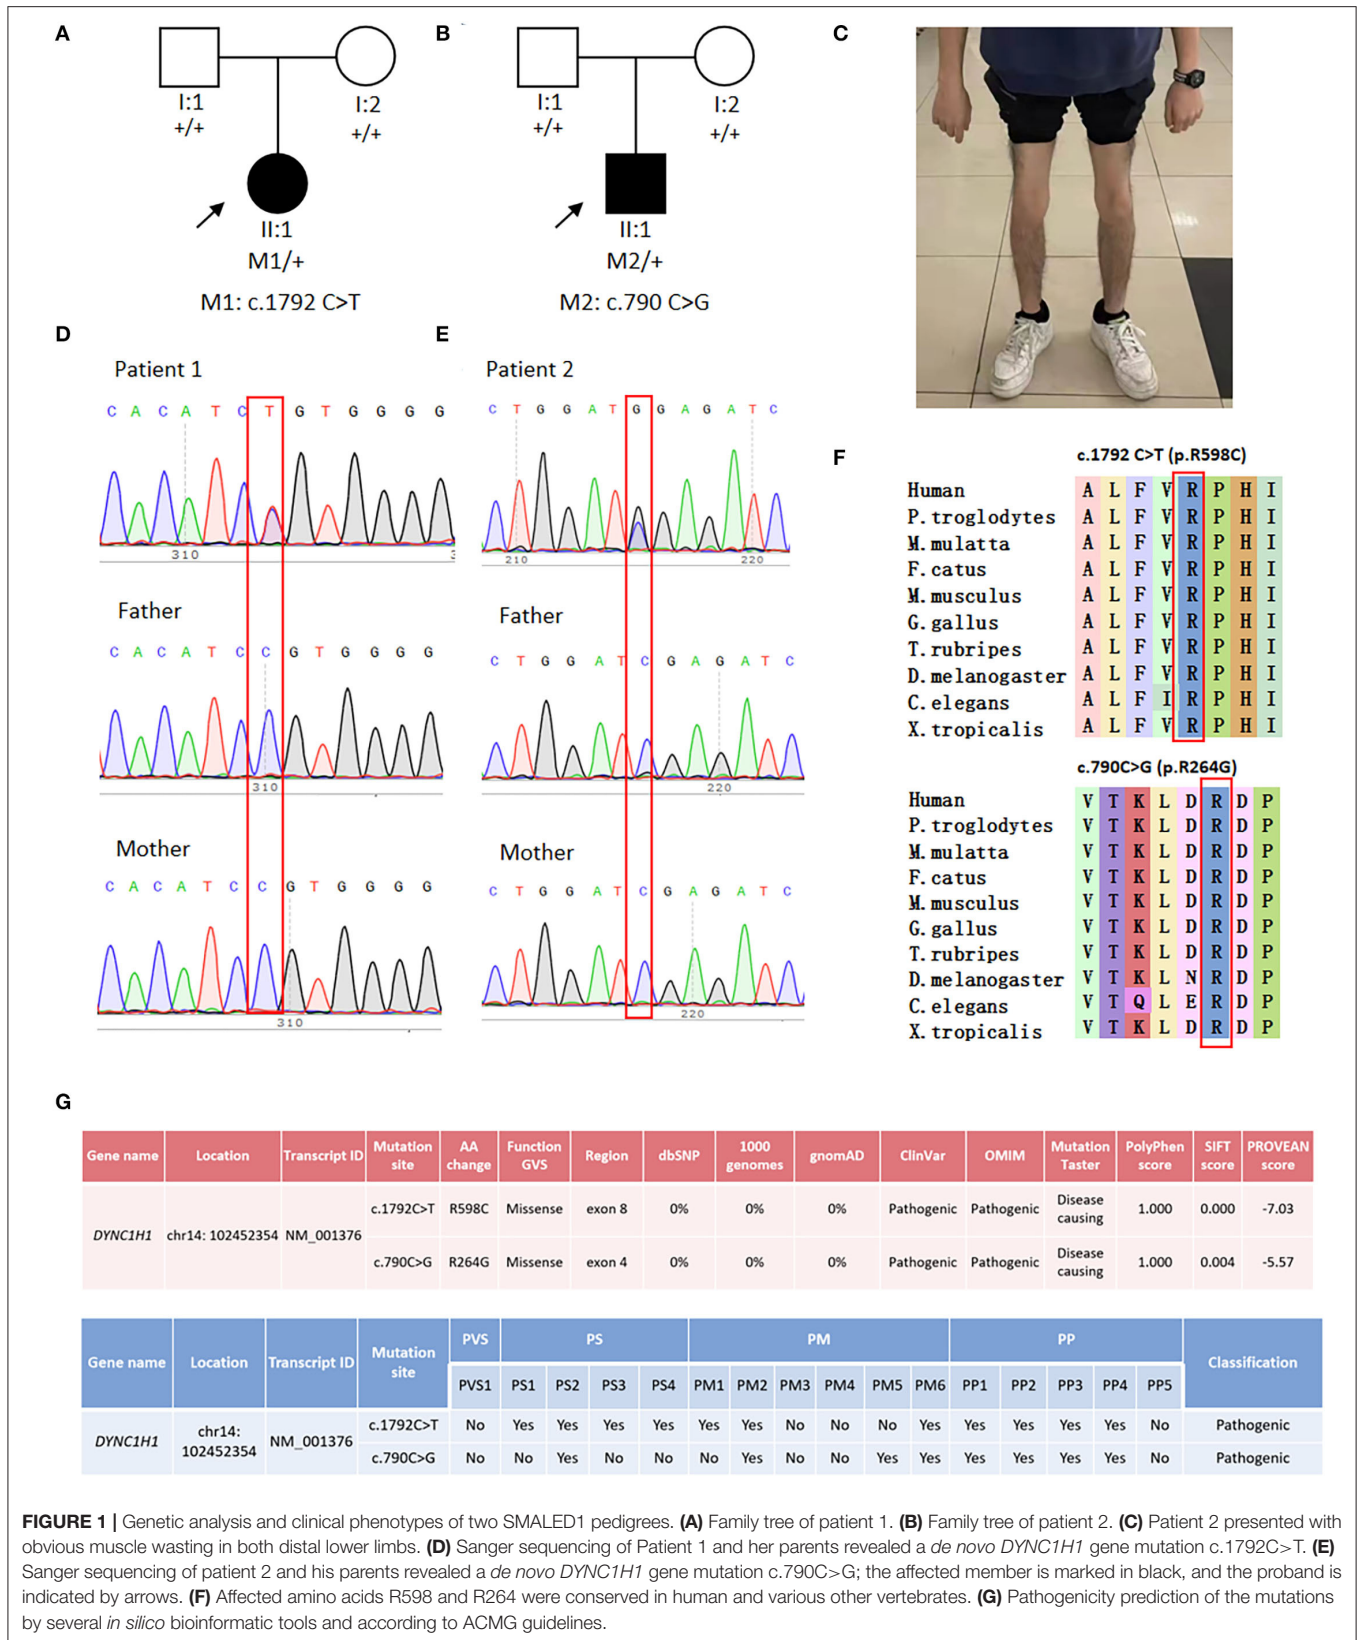 A
I:1
+/+
I:2
+/+
II:1
M1/+
M1: c.1792 C>T
B
I:1
+/+
I:2
+/+
II:1
M2/+
M2: c.790 C>G
C
D
Patient 1
C A C A T C T G T G G G G
310
Father
C A C A T C C G T G G G G
310
Mother
C A C A T C C G T G G G G
310
E
Patient 2
C T G G A T G G A G A T C
210 220
Father
C T G G A T C G A G A T C
220
Mother
C T G G A T C G A G A T C
220
F
c.1792 C>T (p.R598C)
Human A L F V R P H I
P. troglodytes A L F V R P H I
M. mulatta A L F V R P H I
F. catus A L F V R P H I
M. musculus A L F V R P H I
G. gallus A L F V R P H I
T. rubripes A L F V R P H I
D. melanogaster A L F V R P H I
C. elegans A L F I R P H I
X. tropicalis A L F V R P H I
c.790C>G (p.R264G)
Human V T K L D R D P
P. troglodytes V T K L D R D P
M. mulatta V T K L D R D P
F. catus V T K L D R D P
M. musculus V T K L D R D P
G. gallus V T K L D R D P
T. rubripes V T K L D R D P
D. melanogaster V T K L N R D P
C. elegans V T Q L E R D P
X. tropicalis V T K L D R D P
G
Gene name Location Transcript ID Mutation site AA change Function GVS Region dbSNP 1000 genomes gnomAD ClinVar OMIM Mutation Taster PolyPhen score SIFT score PROVEAN score
DYNC1H1 chr14: 102452354 NM_001376
c.1792C>T R598C Missense exon 8 0% 0% 0% Pathogenic Pathogenic Disease causing 1.000 0.000 -7.03
c.790C>G R264G Missense exon 4 0% 0% 0% Pathogenic Pathogenic Disease causing 1.000 0.004 -5.57
Gene name Location Transcript ID Mutation site PVS PS PM PP Classification
PVS1 PS1 PS2 PS3 PS4 PM1 PM2 PM3 PM4 PM5 PM6 PP1 PP2 PP3 PP4 PP5
DYNC1H1 chr14: 102452354 NM_001376
c.1792C>T No Yes Yes Yes Yes Yes Yes No No No Yes Yes Yes Yes Yes No Pathogenic
c.790C>G No No Yes No No No Yes No No Yes Yes Yes Yes Yes Yes No Pathogenic
FIGURE 1 | Genetic analysis and clinical phenotypes of two SMALED1 pedigrees. (A) Family tree of patient 1. (B) Family tree of patient 2. (C) Patient 2 presented with
obvious muscle wasting in both distal lower limbs. (D) Sanger sequencing of Patient 1 and her parents revealed a de novo DYNC1H1 gene mutation c.1792C>T. (E)
Sanger sequencing of patient 2 and his parents revealed a de novo DYNC1H1 gene mutation c.790C>G; the affected member is marked in black, and the proband is
indicated by arrows. (F) Affected amino acids R598 and R264 were conserved in human and various other vertebrates. (G) Pathogenicity prediction of the mutations
by several in silico bioinformatic tools and according to ACMG guidelines.